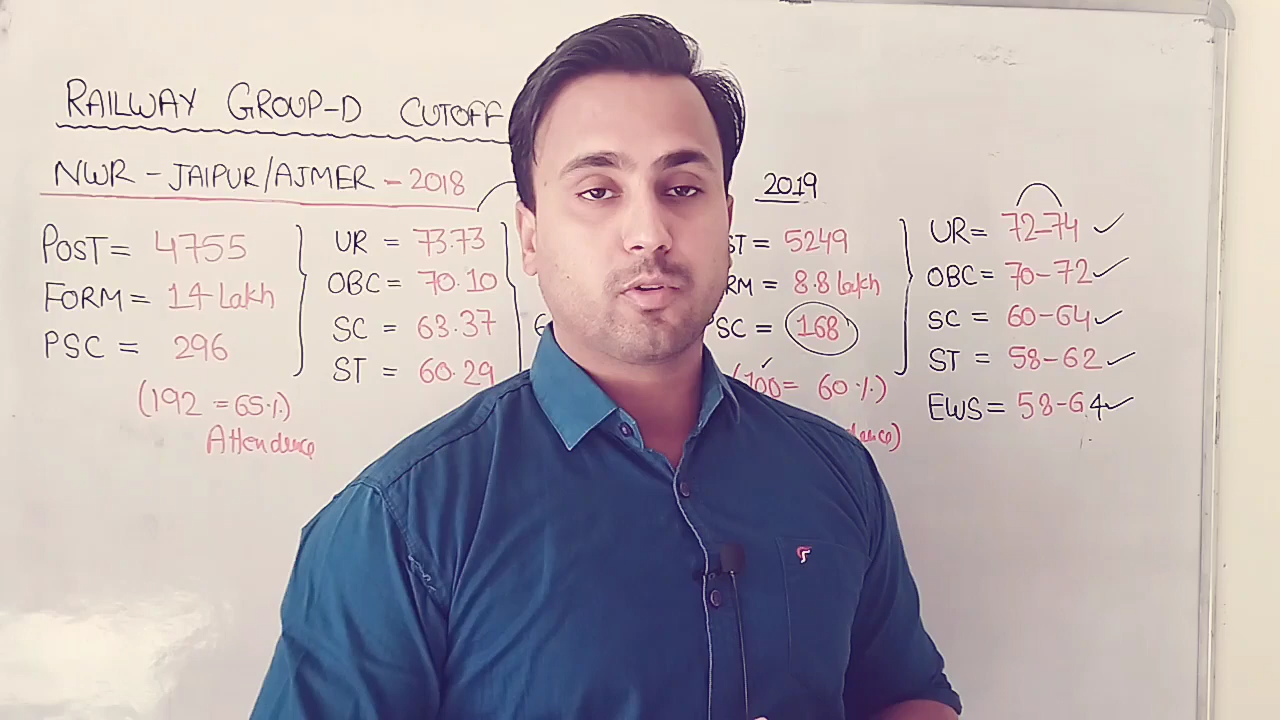 RAILWAY GROUP-D CUTOFF
NWR - JAIPUR/AJMER - 2018
POST = 4755
FORM = 14 Lakh
PSC = 296
(192 = 65%)
Attendence
UR = 73.73
OBC = 70.10
SC = 63.37
ST = 60.29
2019
ST = 5249
RM = 8.8 Lakh
PSC = 168
(100 = 60%)
UR = 72-74 ✓
OBC = 70-72 ✓
SC = 60-64 ✓
ST = 58-62 ✓
EWS = 58-64 ✓